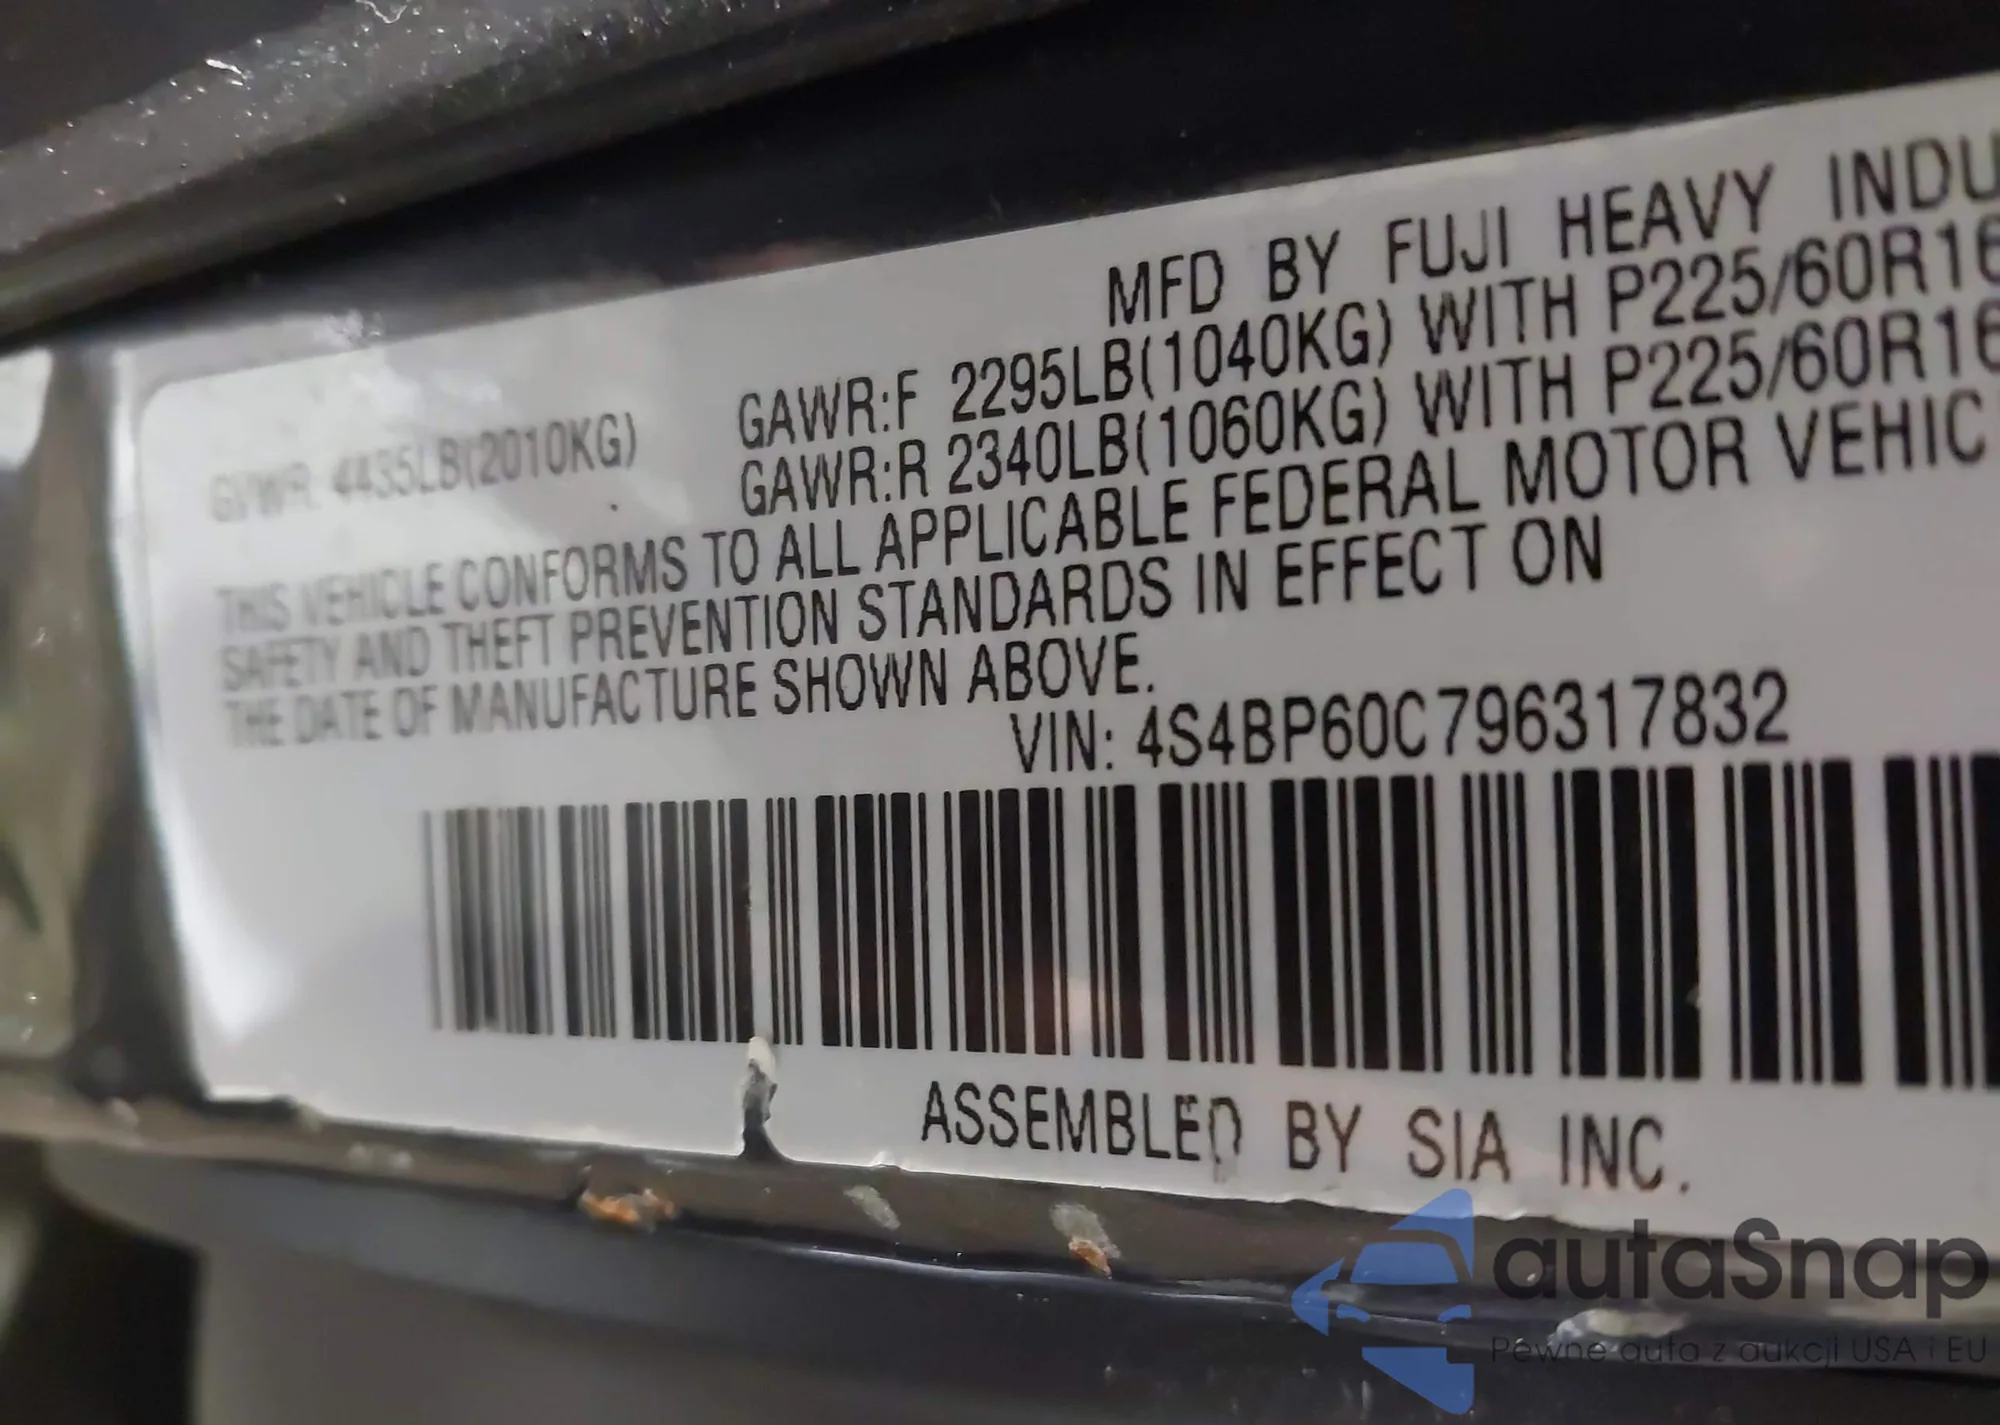 MFD BY FUJI HEAVY INDU
GVWR: 4435LB(2010KG) GAWR:F 2295LB(1040KG) WITH P225/60R16
GAWR:R 2340LB(1060KG) WITH P225/60R16
THIS VEHICLE CONFORMS TO ALL APPLICABLE FEDERAL MOTOR VEHIC
SAFETY AND THEFT PREVENTION STANDARDS IN EFFECT ON
THE DATE OF MANUFACTURE SHOWN ABOVE.
VIN: 4S4BP60C796317832
ASSEMBLED BY SIA INC.
autaSnap
Pewne auta z aukcji USA i EU